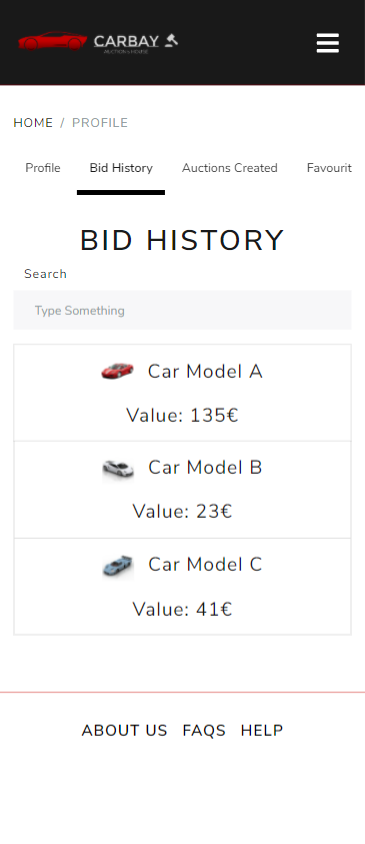 CARBAY
AUCTION & HOUSE
HOME / PROFILE
Profile Bid History Auctions Created Favourit
BID HISTORY
Search
Type Something
Car Model A
Value: 135€
Car Model B
Value: 23€
Car Model C
Value: 41€
ABOUT US FAQS HELP